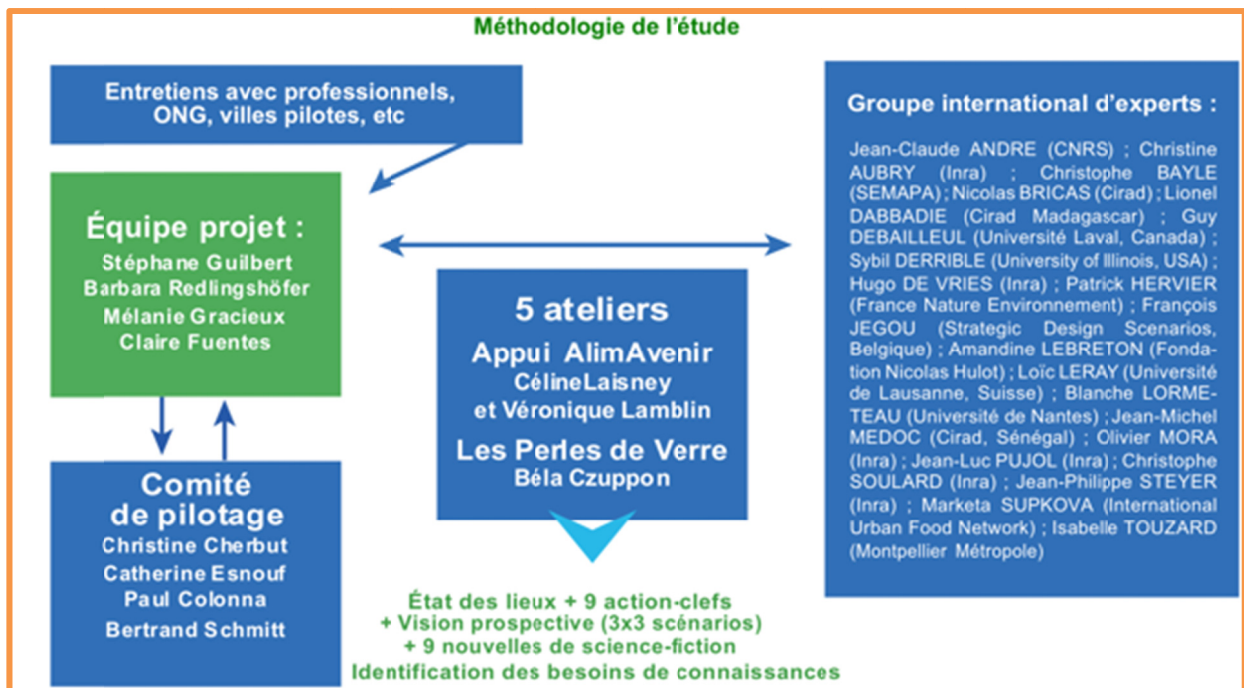 Méthodologie de l'étude
Entretiens avec professionnels,
ONG, villes pilotes, etc
Équipe projet :
Stéphane Guilbert
Barbara Redlingshöfer
Mélanie Gracieux
Claire Fuentes
Comité
de pilotage
Christine Cherbut
Catherine Esnouf
Paul Colonna
Bertrand Schmitt
5 ateliers
Appui AlimAvenir
CélineLaisney
et Véronique Lamblin
Les Perles de Verre
Béla Czuppon
État des lieux + 9 action-clefs
+ Vision prospective (3x3 scénarios)
+ 9 nouvelles de science-fiction
Identification des besoins de connaissances
Groupe international d'experts :
Jean-Claude ANDRE (CNRS) ; Christine
AUBRY (Inra) ; Christophe BAYLE
(SEMAPA) ; Nicolas BRICAS (Cirad) ; Lionel
DABBADIE (Cirad Madagascar) ; Guy
DEBAILLEUL (Université Laval, Canada) ;
Sybil DERRIBLE (University of Illinois, USA) ;
Hugo DE VRIES (Inra) ; Patrick HERVIER
(France Nature Environnement) ; François
JEGOU (Strategic Design Scenarios,
Belgique) ; Amandine LEBRETON (Fonda-
tion Nicolas Hulot) ; Loïc LERAY (Université
de Lausanne, Suisse) ; Blanche LORME-
TEAU (Université de Nantes) ; Jean-Michel
MEDOC (Cirad, Sénégal) ; Olivier MORA
(Inra) ; Jean-Luc PUJOL (Inra) ; Christophe
SOULARD (Inra) ; Jean-Philippe STEYER
(Inra) ; Marketa SUPKOVA (International
Urban Food Network) ; Isabelle TOUZARD
(Montpellier Métropole)